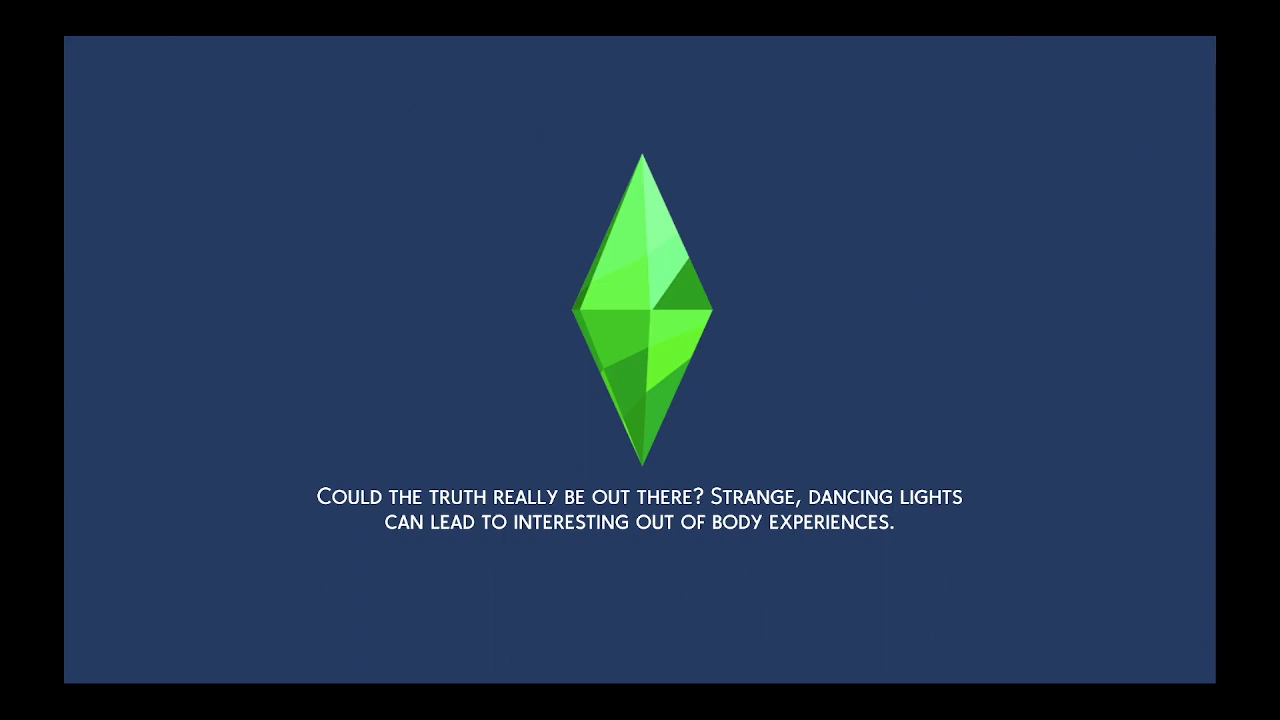 Could the truth really be out there? Strange, dancing lights
can lead to interesting out of body experiences.